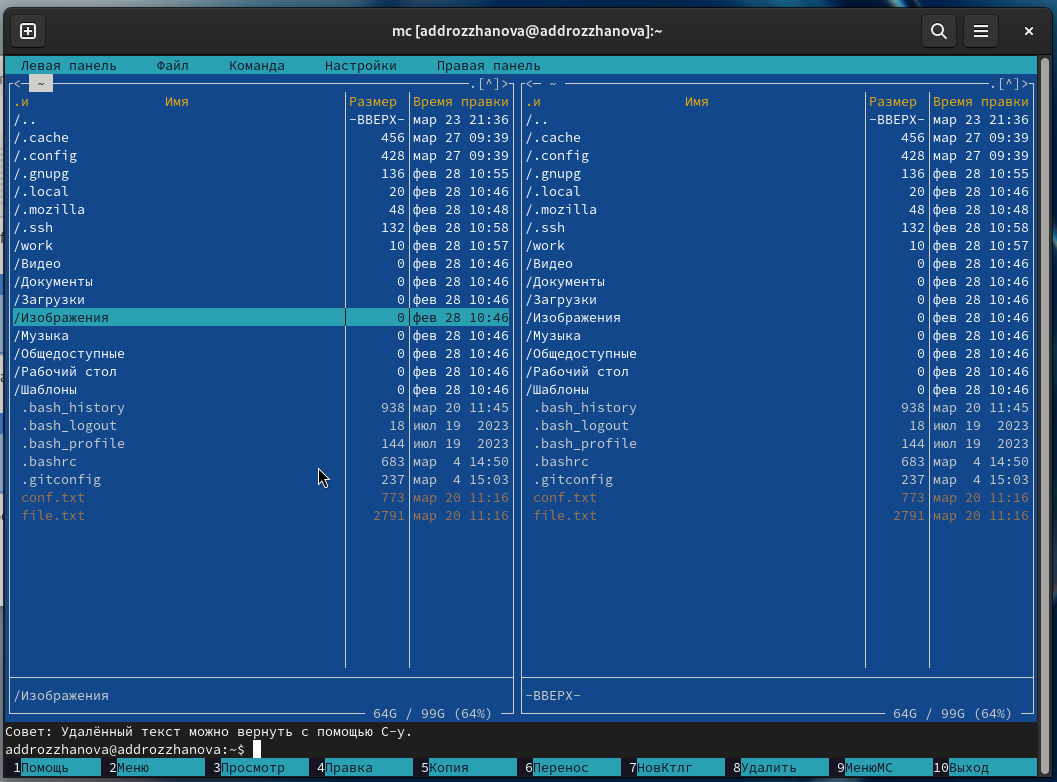 mc [addrozzhanova@addrozzhanova]:~
Левая панель Файл Команда Настройки Правая панель
<— ~ .[^]> <— ~ .[^]>
.и Имя Размер Время правки .и Имя Размер Время правки
/.. -ВВЕРХ- мар 23 21:36 /.. -ВВЕРХ- мар 23 21:36
/.cache 456 мар 27 09:39 /.cache 456 мар 27 09:39
/.config 428 мар 27 09:39 /.config 428 мар 27 09:39
/.gnupg 136 фев 28 10:55 /.gnupg 136 фев 28 10:55
/.local 20 фев 28 10:46 /.local 20 фев 28 10:46
/.mozilla 48 фев 28 10:48 /.mozilla 48 фев 28 10:48
/.ssh 132 фев 28 10:58 /.ssh 132 фев 28 10:58
/work 10 фев 28 10:57 /work 10 фев 28 10:57
/Видео 0 фев 28 10:46 /Видео 0 фев 28 10:46
/Документы 0 фев 28 10:46 /Документы 0 фев 28 10:46
/Загрузки 0 фев 28 10:46 /Загрузки 0 фев 28 10:46
/Изображения 0 фев 28 10:46 /Изображения 0 фев 28 10:46
/Музыка 0 фев 28 10:46 /Музыка 0 фев 28 10:46
/Общедоступные 0 фев 28 10:46 /Общедоступные 0 фев 28 10:46
/Рабочий стол 0 фев 28 10:46 /Рабочий стол 0 фев 28 10:46
/Шаблоны 0 фев 28 10:46 /Шаблоны 0 фев 28 10:46
.bash_history 938 мар 20 11:45 .bash_history 938 мар 20 11:45
.bash_logout 18 июл 19 2023 .bash_logout 18 июл 19 2023
.bash_profile 144 июл 19 2023 .bash_profile 144 июл 19 2023
.bashrc 683 мар 4 14:50 .bashrc 683 мар 4 14:50
.gitconfig 237 мар 4 15:03 .gitconfig 237 мар 4 15:03
conf.txt 773 мар 20 11:16 conf.txt 773 мар 20 11:16
file.txt 2791 мар 20 11:16 file.txt 2791 мар 20 11:16
/Изображения -ВВЕРХ-
64G / 99G (64%) 64G / 99G (64%)
Совет: Удалённый текст можно вернуть с помощью C-y.
addrozzhanova@addrozzhanova:~$
1Помощь 2Меню 3Просмотр 4Правка 5Копия 6Перенос 7НовКтлг 8Удалить 9МенюMC 10Выход